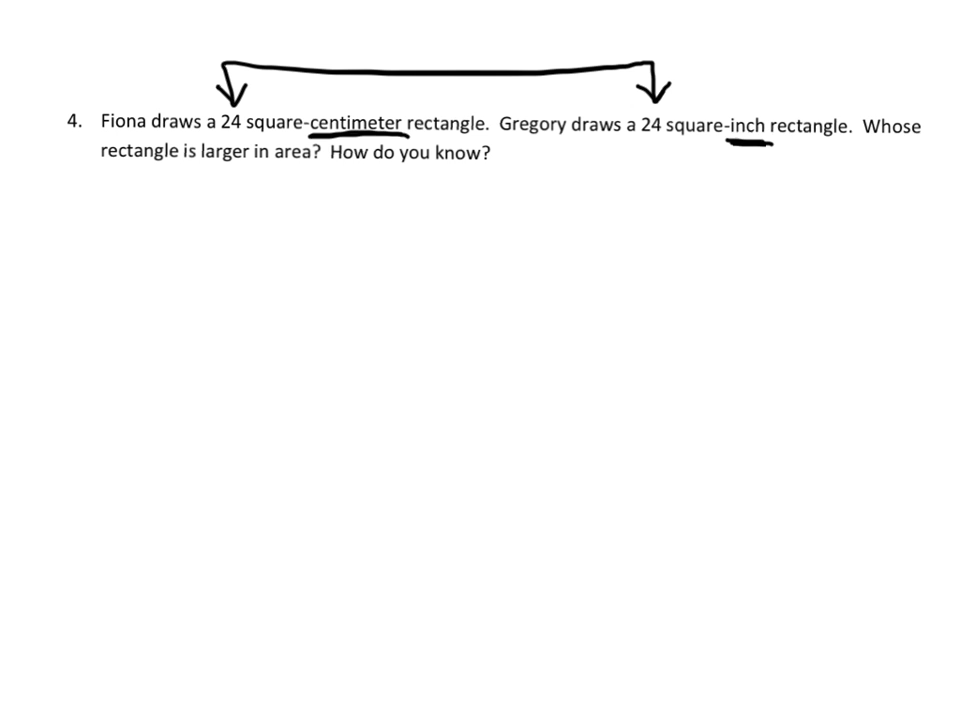 4. Fiona draws a 24 square-centimeter rectangle. Gregory draws a 24 square-inch rectangle. Whose
rectangle is larger in area? How do you know?